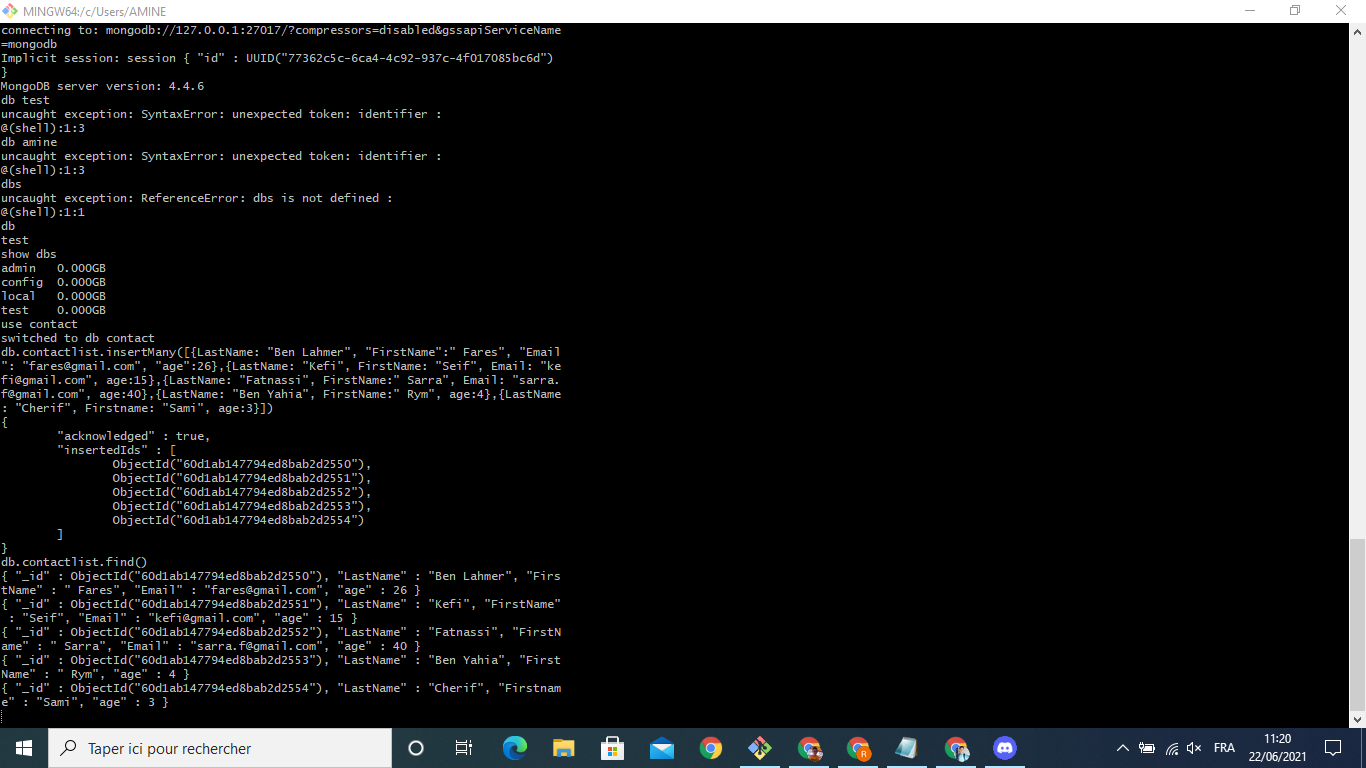 MINGW64:/c/Users/AMINE
connecting to: mongodb://127.0.0.1:27017/?compressors=disabled&gssapiServiceName
=mongodb
Implicit session: session { "id" : UUID("77362c5c-6ca4-4c92-937c-4f017085bc6d")
}
MongoDB server version: 4.4.6
db test
uncaught exception: SyntaxError: unexpected token: identifier :
@(shell):1:3
db amine
uncaught exception: SyntaxError: unexpected token: identifier :
@(shell):1:3
dbs
uncaught exception: ReferenceError: dbs is not defined :
@(shell):1:1
db
test
show dbs
admin   0.000GB
config  0.000GB
local   0.000GB
test    0.000GB
use contact
switched to db contact
db.contactlist.insertMany([{LastName: "Ben Lahmer", "FirstName":" Fares", "Email
": "fares@gmail.com", "age":26},{LastName: "Kefi", FirstName: "Seif", Email: "ke
fi@gmail.com", age:15},{LastName: "Fatnassi", FirstName:" Sarra", Email: "sarra.
f@gmail.com", age:40},{LastName: "Ben Yahia", FirstName:" Rym", age:4},{LastName
: "Cherif", Firstname: "Sami", age:3}])
{
        "acknowledged" : true,
        "insertedIds" : [
                ObjectId("60d1ab147794ed8bab2d2550"),
                ObjectId("60d1ab147794ed8bab2d2551"),
                ObjectId("60d1ab147794ed8bab2d2552"),
                ObjectId("60d1ab147794ed8bab2d2553"),
                ObjectId("60d1ab147794ed8bab2d2554")
        ]
}
db.contactlist.find()
{ "_id" : ObjectId("60d1ab147794ed8bab2d2550"), "LastName" : "Ben Lahmer", "Firs
tName" : " Fares", "Email" : "fares@gmail.com", "age" : 26 }
{ "_id" : ObjectId("60d1ab147794ed8bab2d2551"), "LastName" : "Kefi", "FirstName"
 : "Seif", "Email" : "kefi@gmail.com", "age" : 15 }
{ "_id" : ObjectId("60d1ab147794ed8bab2d2552"), "LastName" : "Fatnassi", "FirstN
ame" : " Sarra", "Email" : "sarra.f@gmail.com", "age" : 40 }
{ "_id" : ObjectId("60d1ab147794ed8bab2d2553"), "LastName" : "Ben Yahia", "First
Name" : " Rym", "age" : 4 }
{ "_id" : ObjectId("60d1ab147794ed8bab2d2554"), "LastName" : "Cherif", "Firstnam
e" : "Sami", "age" : 3 }
Taper ici pour rechercher
R
FRA
11:20
22/06/2021